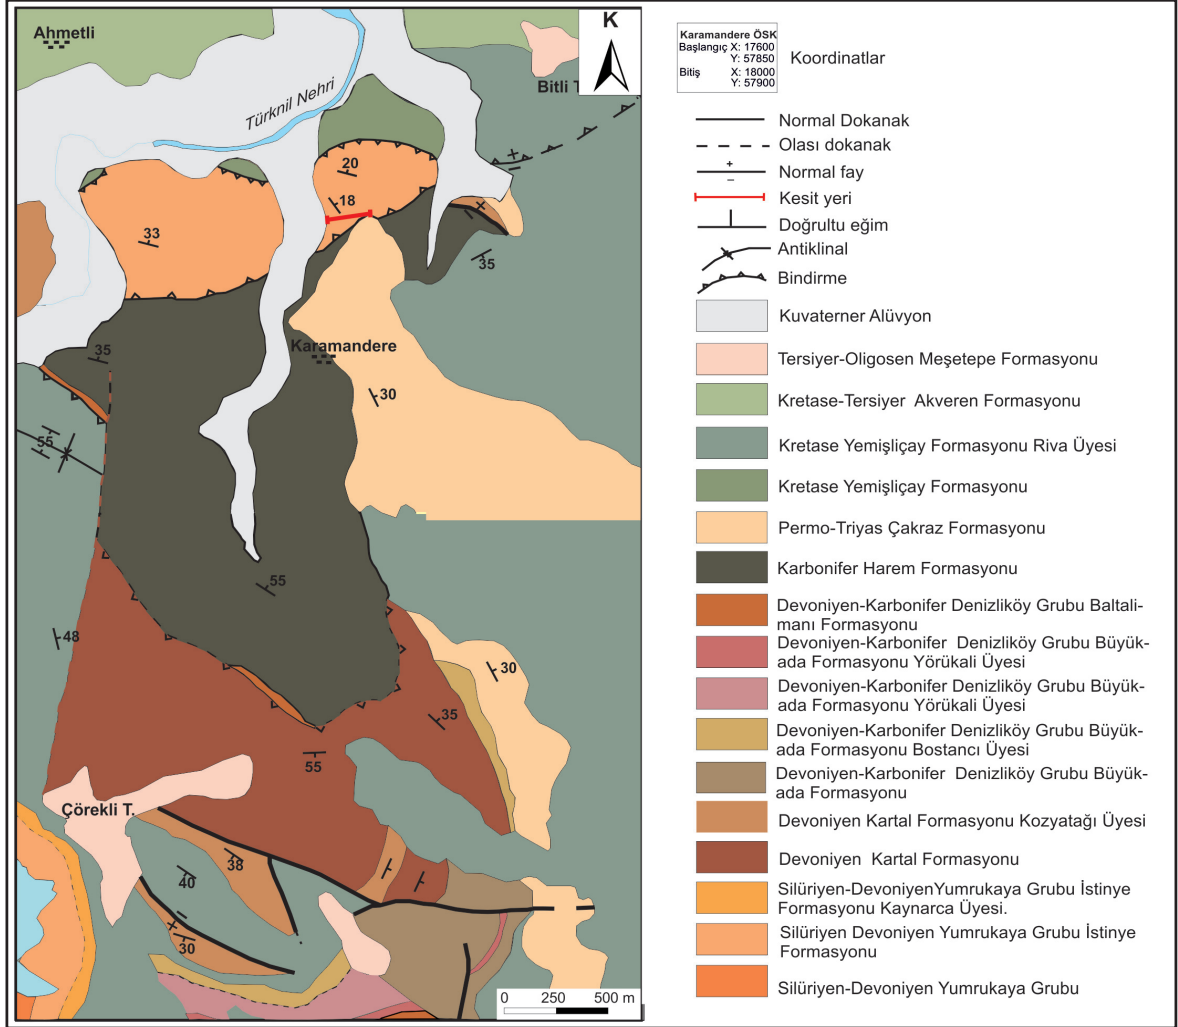 Ahmetli
K
Bitli T
Türknil Nehri
20
18
33
35
35
Karamandere
30
55
55
48
30
35
55
Çörekli T.
38
40
30
0 250 500 m
Karamandere ÖSK
Başlangıç X: 17600
Y: 57850
Bitiş X: 18000
Y: 57900
Koordinatlar
Normal Dokanak
Olası dokanak
Normal fay
Kesit yeri
Doğrultu eğim
Antiklinal
Bindirme
Kuvaterner Alüvyon
Tersiyer-Oligosen Meşetepe Formasyonu
Kretase-Tersiyer Akveren Formasyonu
Kretase Yemişliçay Formasyonu Riva Üyesi
Kretase Yemişliçay Formasyonu
Permo-Triyas Çakraz Formasyonu
Karbonifer Harem Formasyonu
Devoniyen-Karbonifer Denizliköy Grubu Baltali-
manı Formasyonu
Devoniyen-Karbonifer Denizliköy Grubu Büyük-
ada Formasyonu Yörükali Üyesi
Devoniyen-Karbonifer Denizliköy Grubu Büyük-
ada Formasyonu Yörükali Üyesi
Devoniyen-Karbonifer Denizliköy Grubu Büyük-
ada Formasyonu Bostancı Üyesi
Devoniyen-Karbonifer Denizliköy Grubu Büyük-
ada Formasyonu
Devoniyen Kartal Formasyonu Kozyatağı Üyesi
Devoniyen Kartal Formasyonu
Silüriyen-DevoniyenYumrukaya Grubu İstinye
Formasyonu Kaynarca Üyesi.
Silüriyen Devoniyen Yumrukaya Grubu İstinye
Formasyonu
Silüriyen-Devoniyen Yumrukaya Grubu